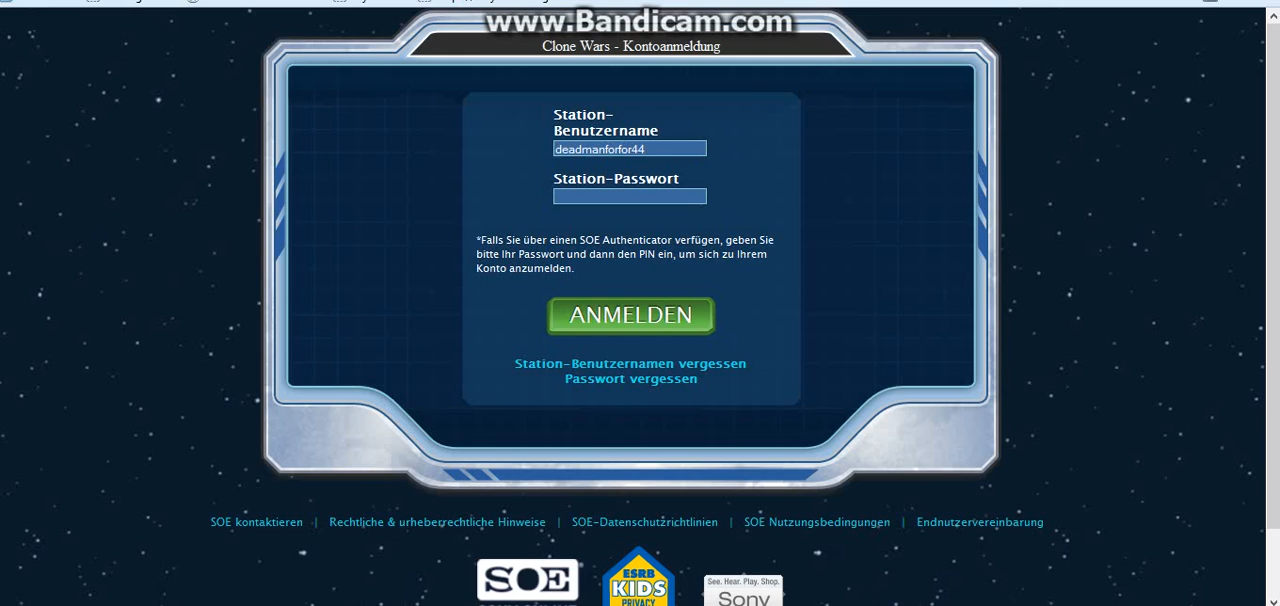 www.Bandicam.com
Clone Wars - Kontoanmeldung
Station-
Benutzername
deadmanforfor44
Station-Passwort
*Falls Sie über einen SOE Authenticator verfügen, geben Sie
bitte Ihr Passwort und dann den PIN ein, um sich zu Ihrem
Konto anzumelden.
ANMELDEN
Station-Benutzernamen vergessen
Passwort vergessen
SOE kontaktieren | Rechtliche & urheberrechtliche Hinweise | SOE-Datenschutzrichtlinien | SOE Nutzungsbedingungen | Endnutzervereinbarung
SOE
ESRB
KIDS
PRIVACY
See. Hear. Play. Shop.
Sony